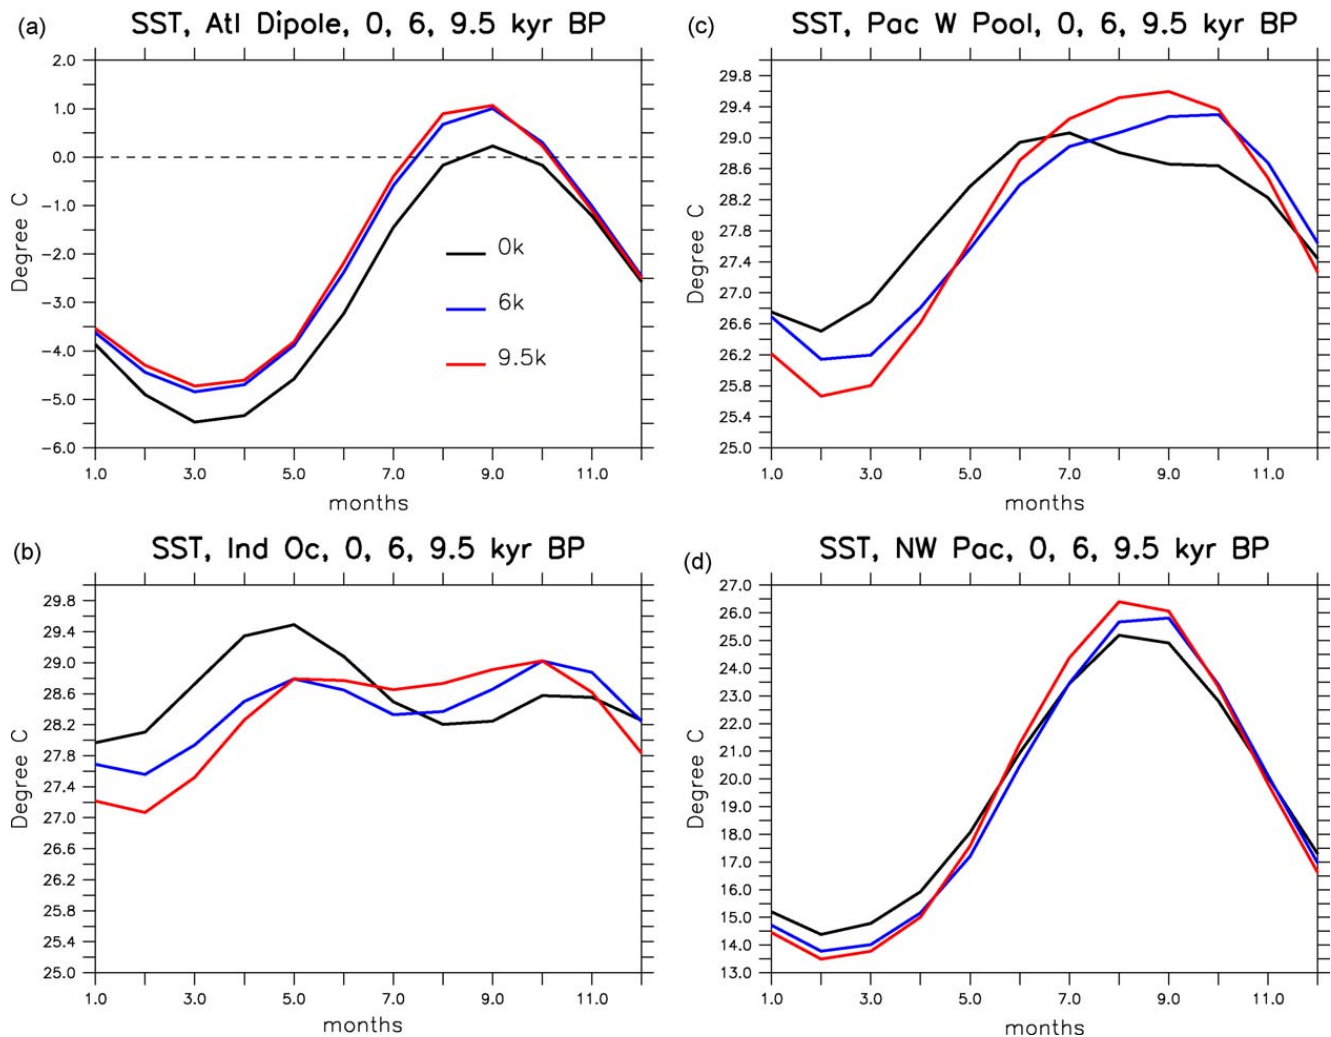 (a) SST, Atl Dipole, 0, 6, 9.5 kyr BP
2.0
1.0
0.0
-1.0
-2.0
-3.0
-4.0
-5.0
-6.0
Degree C
0k
6k
9.5k
1.0 3.0 5.0 7.0 9.0 11.0
months
(c) SST, Pac W Pool, 0, 6, 9.5 kyr BP
29.8
29.4
29.0
28.6
28.2
27.8
27.4
27.0
26.6
26.2
25.8
25.4
25.0
Degree C
1.0 3.0 5.0 7.0 9.0 11.0
months
(b) SST, Ind Oc, 0, 6, 9.5 kyr BP
29.8
29.4
29.0
28.6
28.2
27.8
27.4
27.0
26.6
26.2
25.8
25.4
25.0
Degree C
1.0 3.0 5.0 7.0 9.0 11.0
months
(d) SST, NW Pac, 0, 6, 9.5 kyr BP
27.0
26.0
25.0
24.0
23.0
22.0
21.0
20.0
19.0
18.0
17.0
16.0
15.0
14.0
13.0
Degree C
1.0 3.0 5.0 7.0 9.0 11.0
months